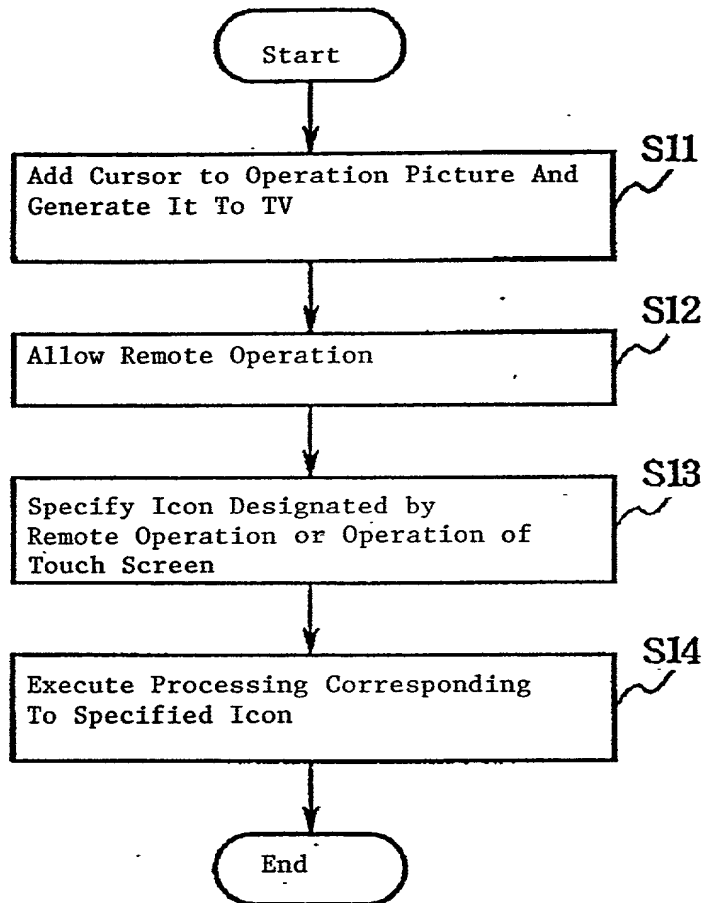 Start
S11
Add Cursor to Operation Picture And
Generate It To TV
S12
Allow Remote Operation
S13
Specify Icon Designated by
Remote Operation or Operation of
Touch Screen
S14
Execute Processing Corresponding
To Specified Icon
End